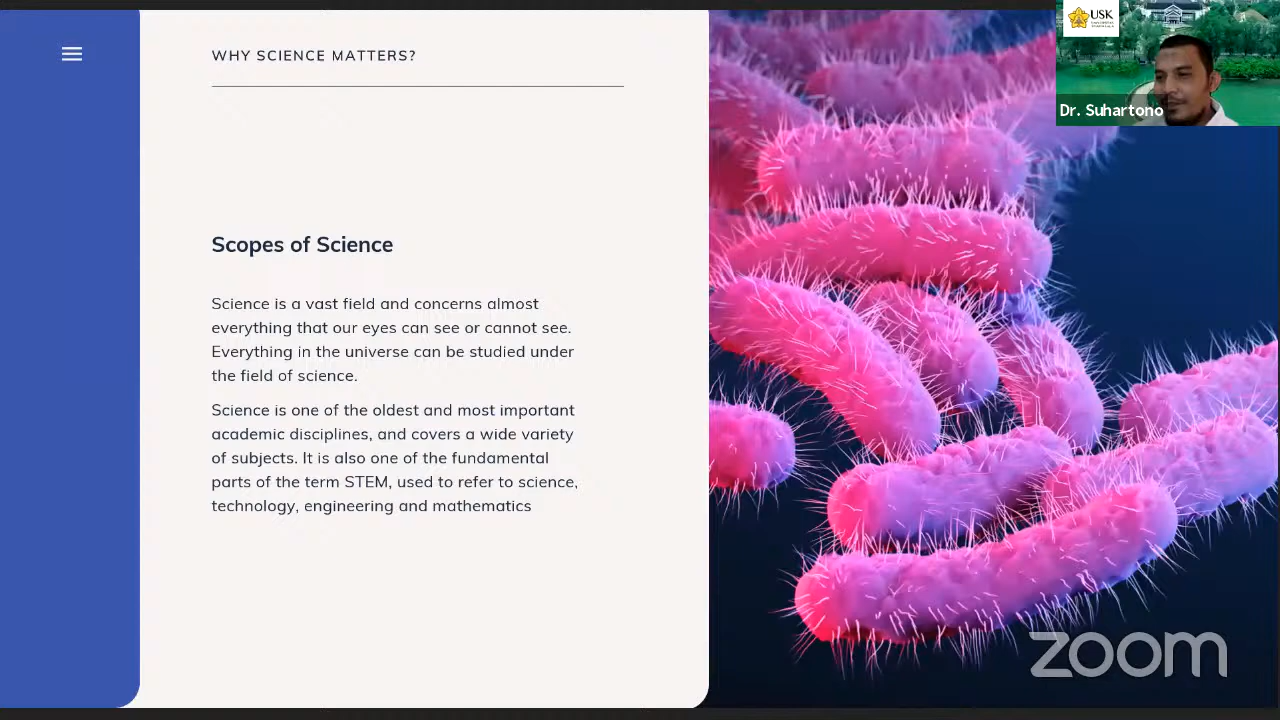 WHY SCIENCE MATTERS?
USK
Dr. Suhartono
Scopes of Science
Science is a vast field and concerns almost
everything that our eyes can see or cannot see.
Everything in the universe can be studied under
the field of science.
Science is one of the oldest and most important
academic disciplines, and covers a wide variety
of subjects. It is also one of the fundamental
parts of the term STEM, used to refer to science,
technology, engineering and mathematics
zoom